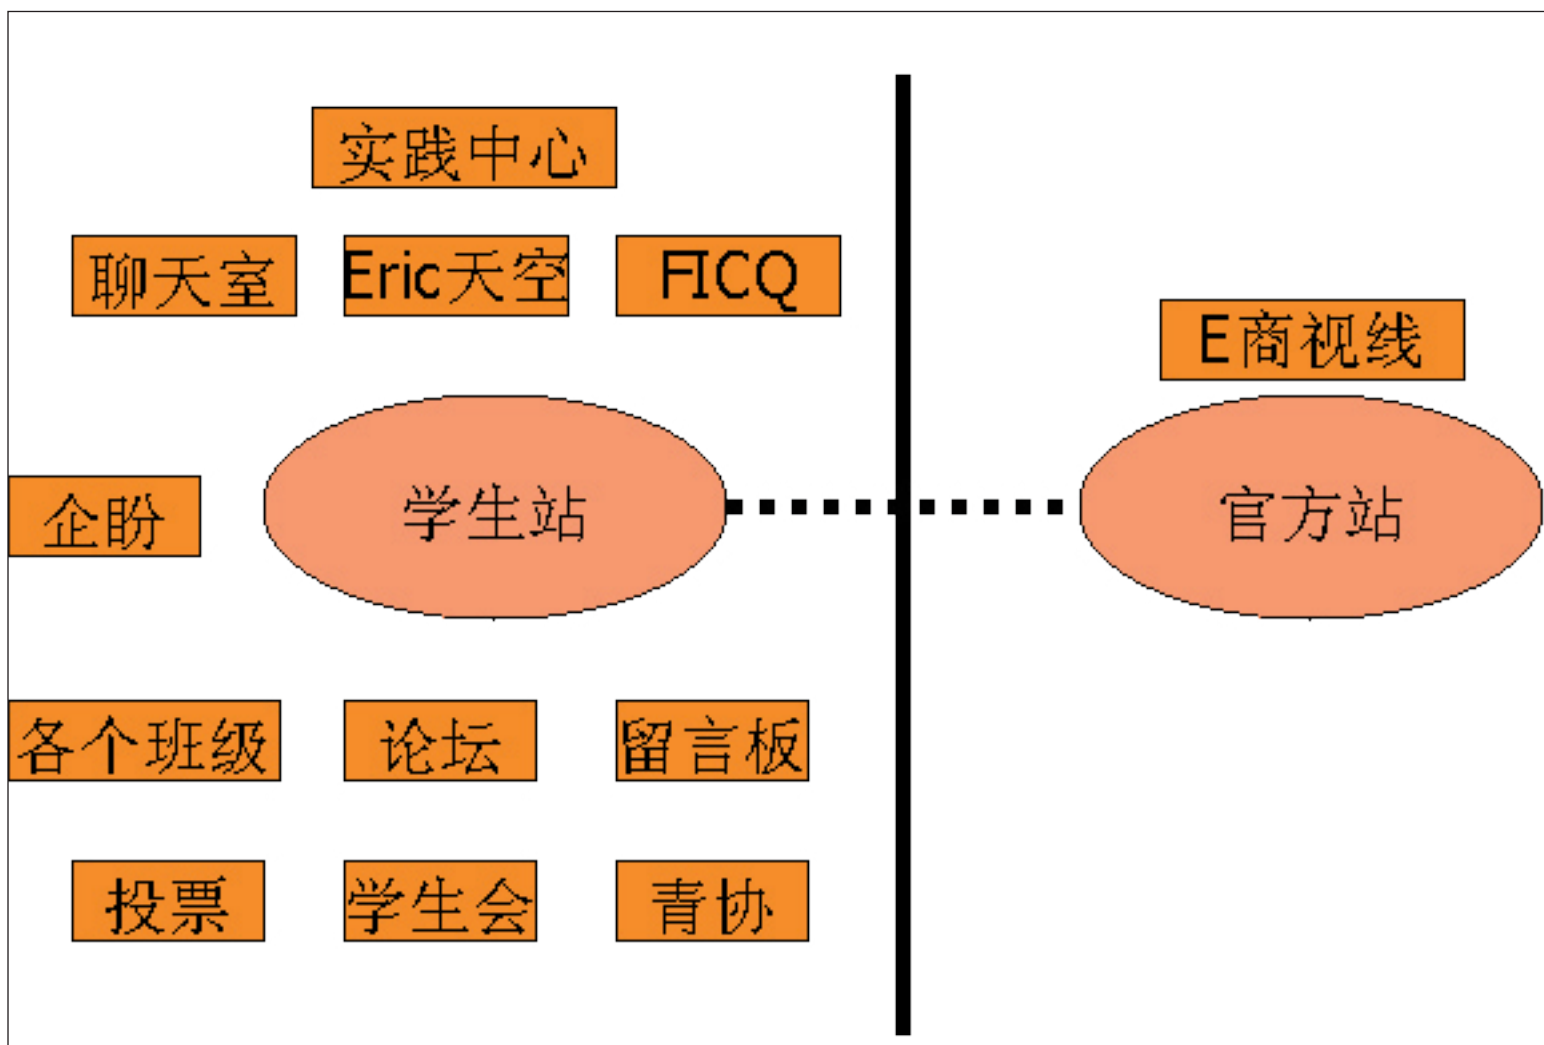 实践中心
聊天室
Eric天空
FICQ
E商视线
企盼
学生站
官方站
各个班级
论坛
留言板
投票
学生会
青协